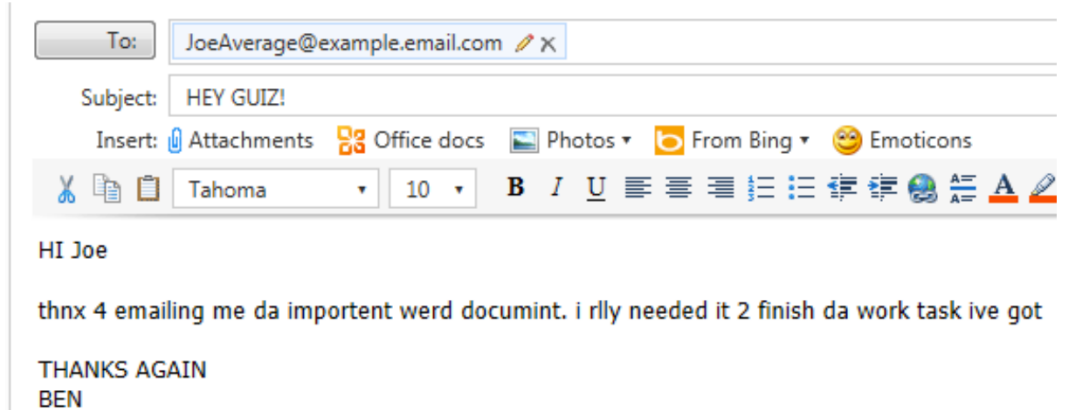 To: JoeAverage@example.email.com
Subject: HEY GUIZ!
Insert: Attachments Office docs Photos From Bing Emoticons
Tahoma 10 B I U A
HI Joe
thnx 4 emailing me da importent werd documint. i rlly needed it 2 finish da work task ive got
THANKS AGAIN
BEN